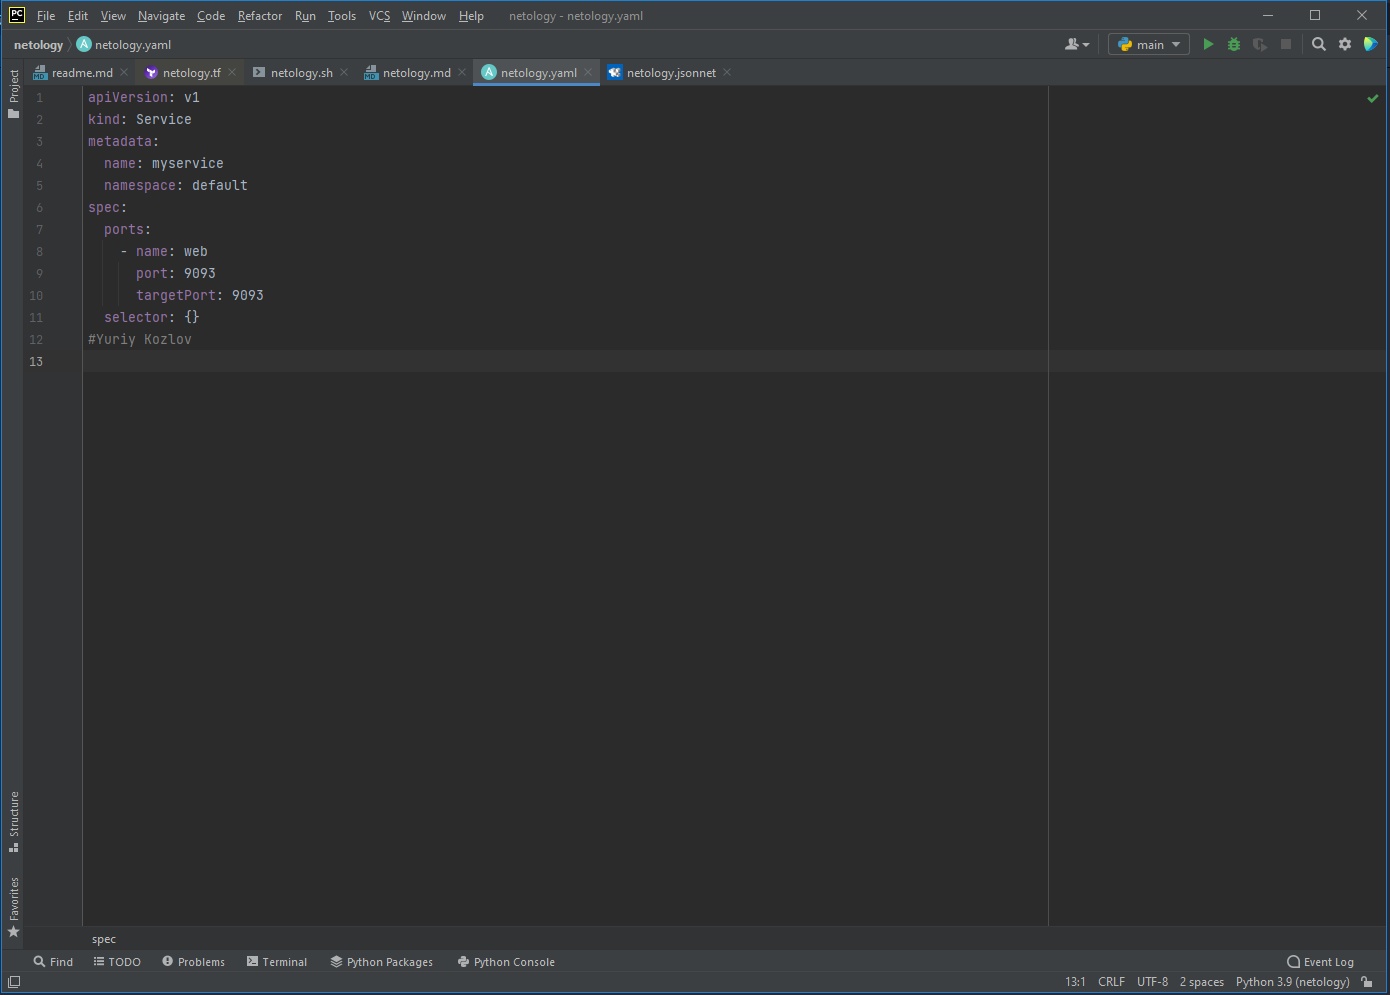 PC File Edit View Navigate Code Refactor Run Tools VCS Window Help netology - netology.yaml
netology A netology.yaml main
MD readme.md netology.tf netology.sh MD netology.md A netology.yaml netology.jsonnet
Project
1 apiVersion: v1
2 kind: Service
3 metadata:
4 name: myservice
5 namespace: default
6 spec:
7 ports:
8 - name: web
9 port: 9093
10 targetPort: 9093
11 selector: {}
12 #Yuriy Kozlov
13
Structure
Favorites
spec
Find TODO Problems Terminal Python Packages Python Console Event Log
13:1 CRLF UTF-8 2 spaces Python 3.9 (netology)